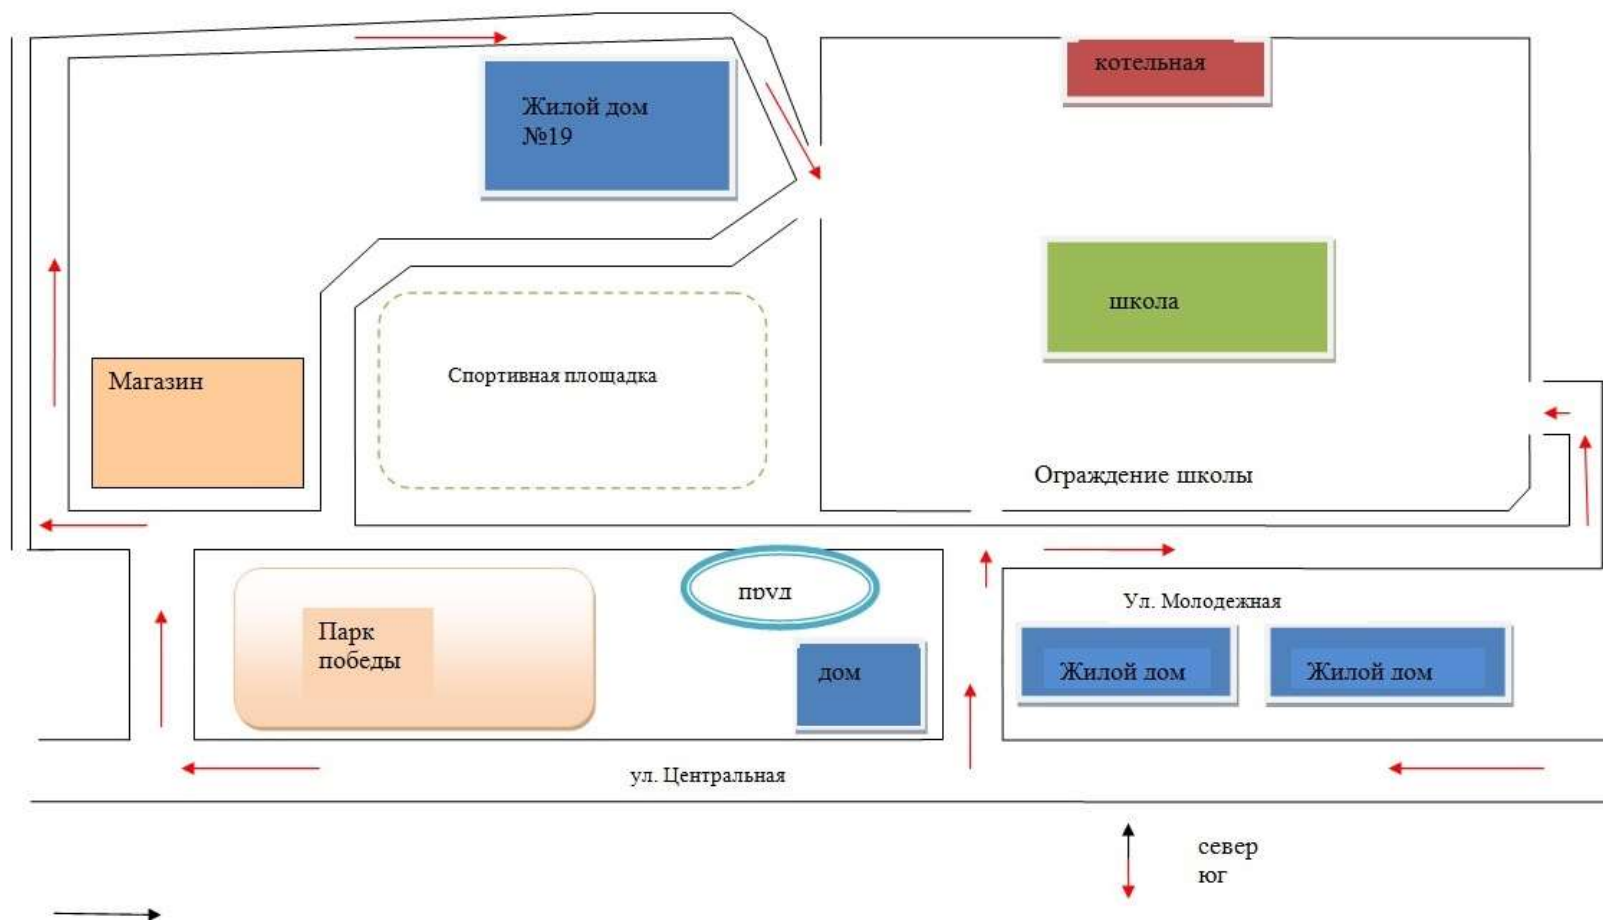 котельная
Жилой дом
№19
школа
Магазин
Спортивная площадка
Ограждение школы
пруд
Ул. Молодежная
Парк
победы
дом
Жилой дом
Жилой дом
ул. Центральная
север
юг